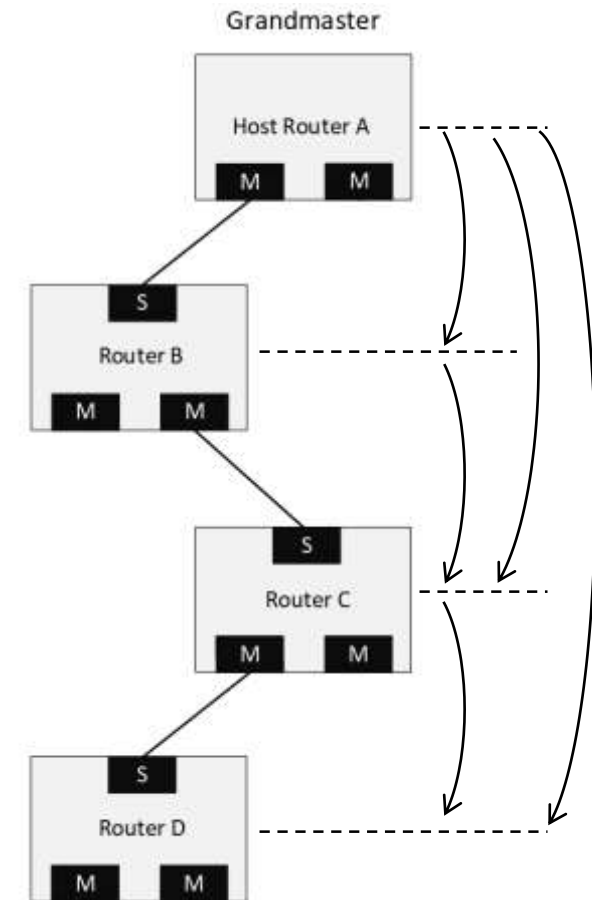 Grandmaster
Host Router A
M M
S
Router B
M M
S
Router C
M M
S
Router D
M M